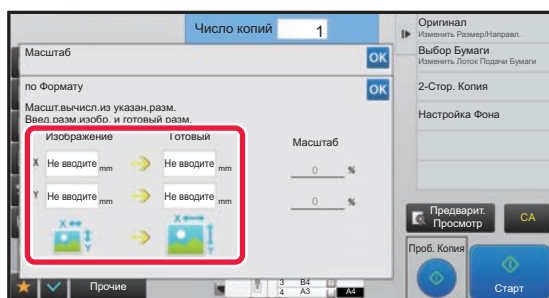 Число копий 1
Масштаб OK
по Формату OK
Масшт.вычисл.из указан.разм.
Введ.разм.изобр. и готовый разм.
Изображение Готовый Масштаб
X Не вводите mm Не вводите mm 0 %
Y Не вводите mm Не вводите mm 0 %
X X
Y Y
Прочие
3 B4
4 A3 A4
Оригинал
Изменить Размер/Направл.
Выбор Бумаги
Изменить Лоток Подачи Бумаги
2-Стор. Копия
Настройка Фона
Предварит.
Просмотр
CA
Проб. Копия
Старт